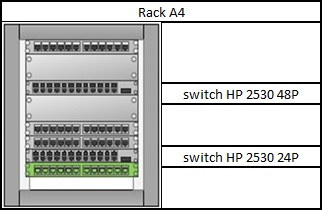 Rack A4
switch HP 2530 48P
switch HP 2530 24P